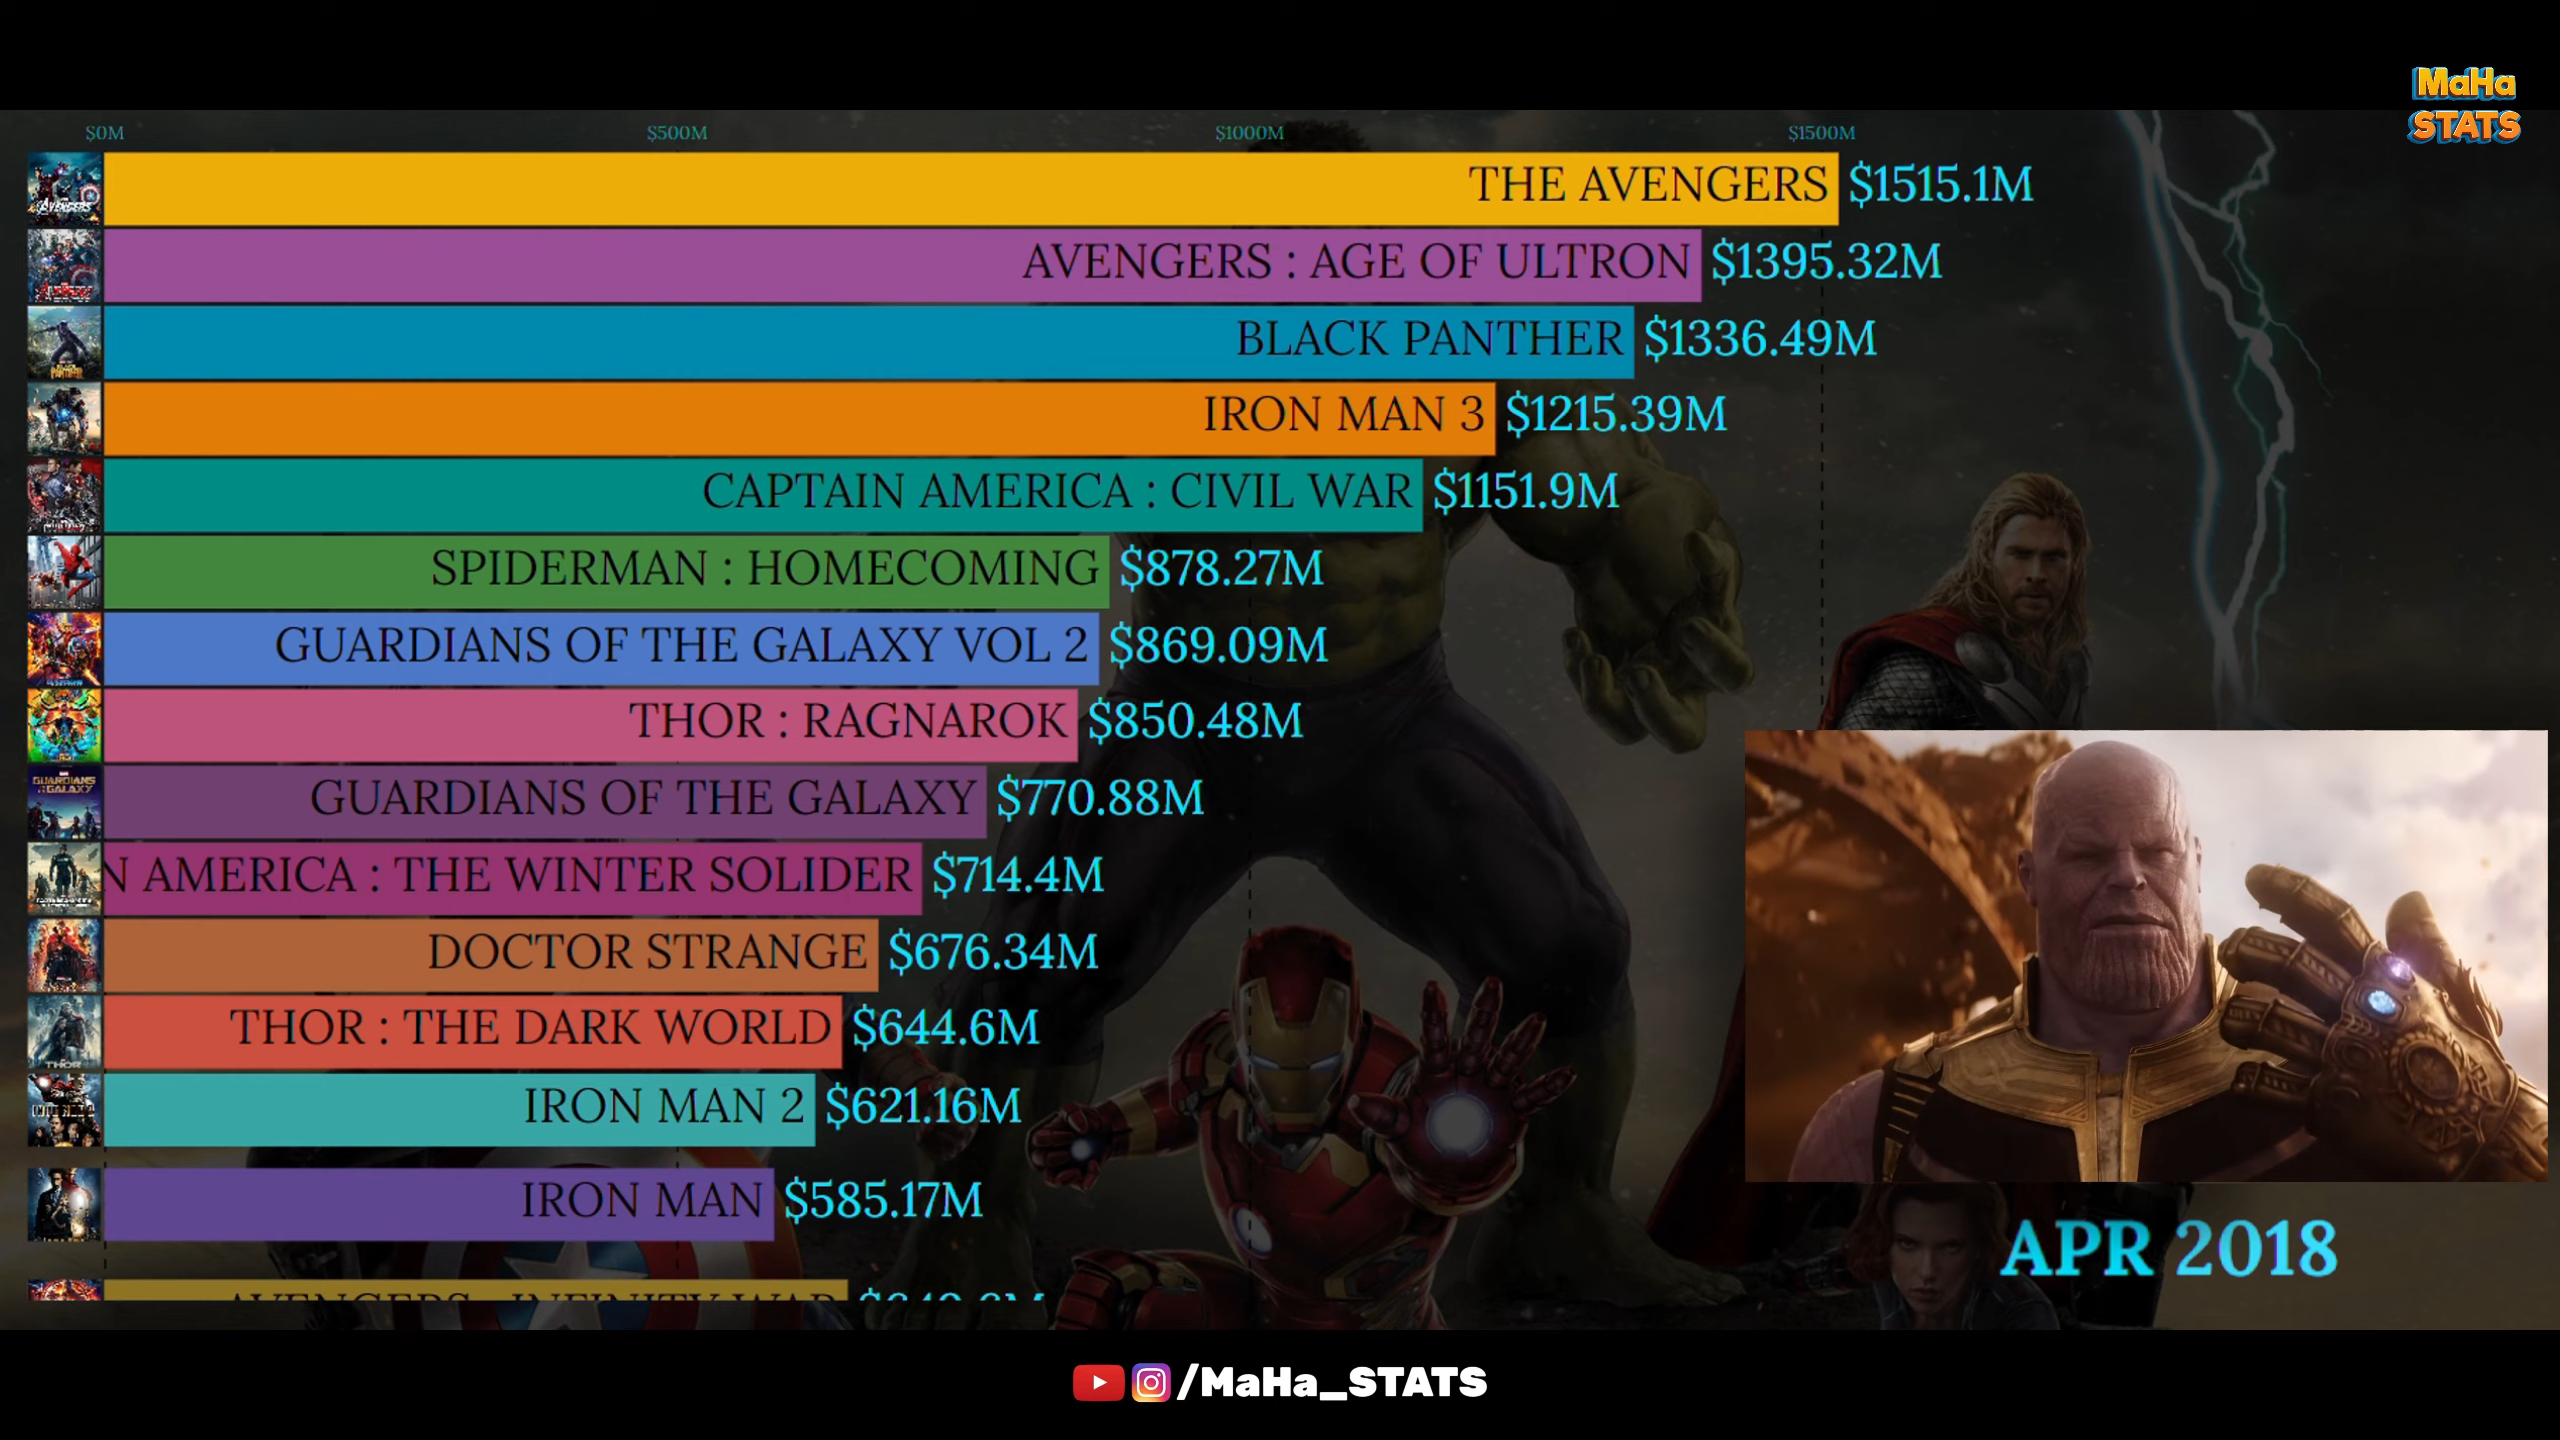 MaHa
STATS
$0M $500M $1000M $1500M
THE AVENGERS $1515.1M
AVENGERS : AGE OF ULTRON $1395.32M
BLACK PANTHER $1336.49M
IRON MAN 3 $1215.39M
CAPTAIN AMERICA : CIVIL WAR $1151.9M
SPIDERMAN : HOMECOMING $878.27M
GUARDIANS OF THE GALAXY VOL 2 $869.09M
THOR : RAGNAROK $850.48M
GUARDIANS OF THE GALAXY $770.88M
N AMERICA : THE WINTER SOLIDER $714.4M
DOCTOR STRANGE $676.34M
THOR : THE DARK WORLD $644.6M
IRON MAN 2 $621.16M
IRON MAN $585.17M
AVENGERS : INFINITY WAR
APR 2018
/MaHa_STATS